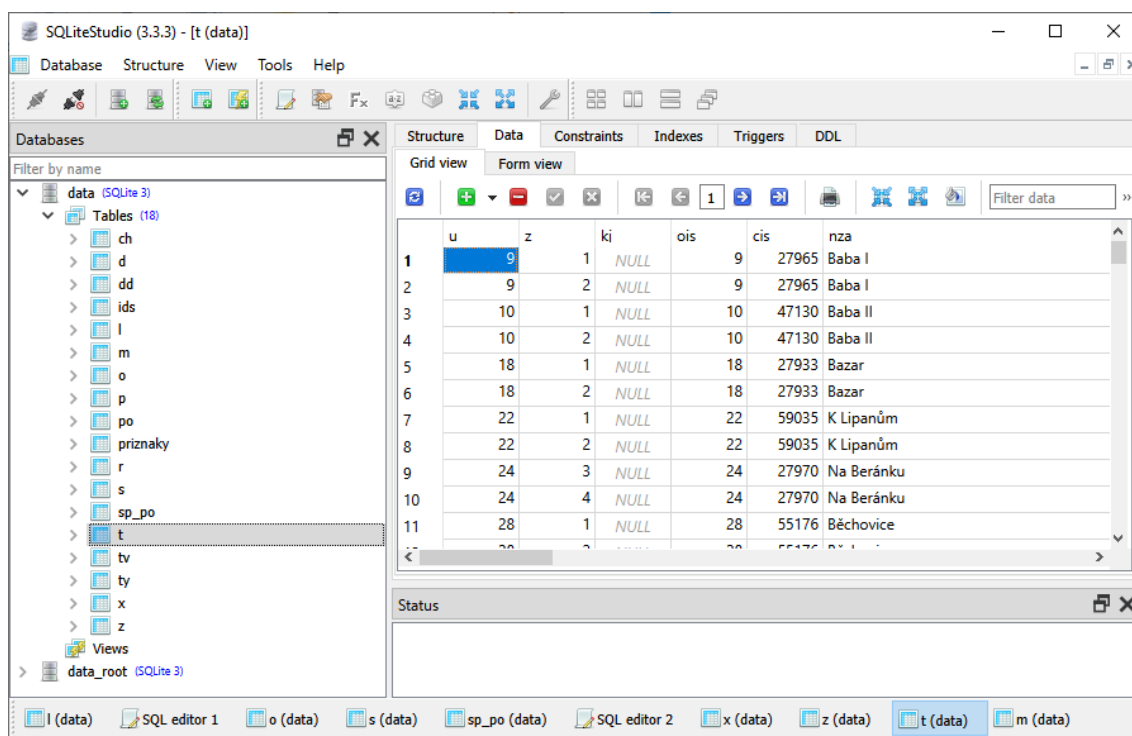 SQLiteStudio (3.3.3) - [t (data)]
Database Structure View Tools Help
Databases
Filter by name
data (SQLite 3)
Tables (18)
ch
d
dd
ids
l
m
o
p
po
priznaky
r
s
sp_po
t
tv
ty
x
z
Views
data_root (SQLite 3)
Structure Data Constraints Indexes Triggers DDL
Grid view Form view
1 Filter data »
u z kj ois cis nza
1 9 1 NULL 9 27965 Baba I
2 9 2 NULL 9 27965 Baba I
3 10 1 NULL 10 47130 Baba II
4 10 2 NULL 10 47130 Baba II
5 18 1 NULL 18 27933 Bazar
6 18 2 NULL 18 27933 Bazar
7 22 1 NULL 22 59035 K Lipanům
8 22 2 NULL 22 59035 K Lipanům
9 24 3 NULL 24 27970 Na Beránku
10 24 4 NULL 24 27970 Na Beránku
11 28 1 NULL 28 55176 Běchovice
Status
l (data) SQL editor 1 o (data) s (data) sp_po (data) SQL editor 2 x (data) z (data) t (data) m (data)